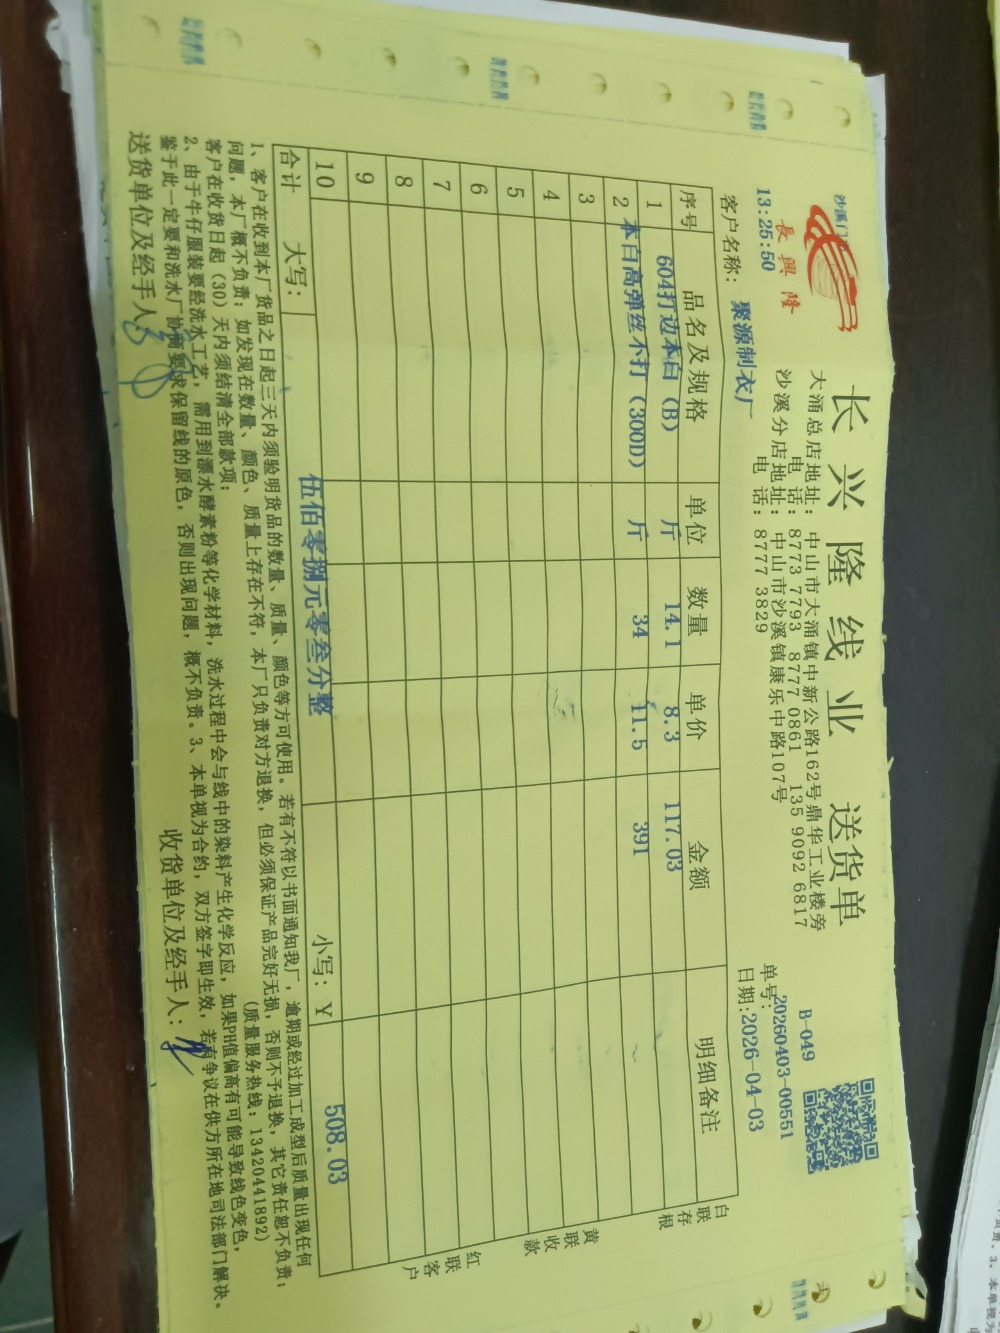 沙溪门
長興隆
长兴隆线业 送货单
大涌总店地址：中山市大涌镇中新公路162号鼎华工业楼旁
电 话：8773 7793 8777 0861 135 9092 6817
沙溪分店地址：中山市沙溪镇康乐中路107号
电 话：8777 3829
B-049
单号：20260403-00551
日期：2026-04-03
13:25:50
客户名称：聚源制衣厂
序号 品名及规格 单位 数量 单价 金额 明细备注
1 604打边本白（B） 斤 14.1 8.3 117.03
2 本白高弹丝不打（300D） 斤 34 11.5 391
3
4
5
6
7
8
9
10
合计 大写： 伍佰零捌元零叁分整 小写：Y 508.03
白联存根
黄联收款
红联客户
1、客户在收到本厂货品之日起三天内须验明货品的数量、质量、颜色等方可使用。若有不符以书面通知我厂，逾期或经过加工成型后质量出现任何
问题，本厂概不负责；如发现在数量、颜色、质量上存在不符，本厂只负责对方退换，但必须保证产品完好无损，否则不予退换，其它责任恕不负责；
客户在收货日起（30）天内须结清全部款项； (质量服务热线：13420441892)
2、由于牛仔服装要经洗水工艺，需用到漂水酵素粉等化学材料，洗水过程中会与线中的染料产生化学反应，如果PH值偏高有可能导致线色变色，
鉴于此一定要和洗水厂协商要求保留线的原色，否则出现问题，概不负责。3、本单视为合约，双方签字即生效，若有争议在供方所在地司法部门解决。
送货单位及经手人： 收货单位及经手人：